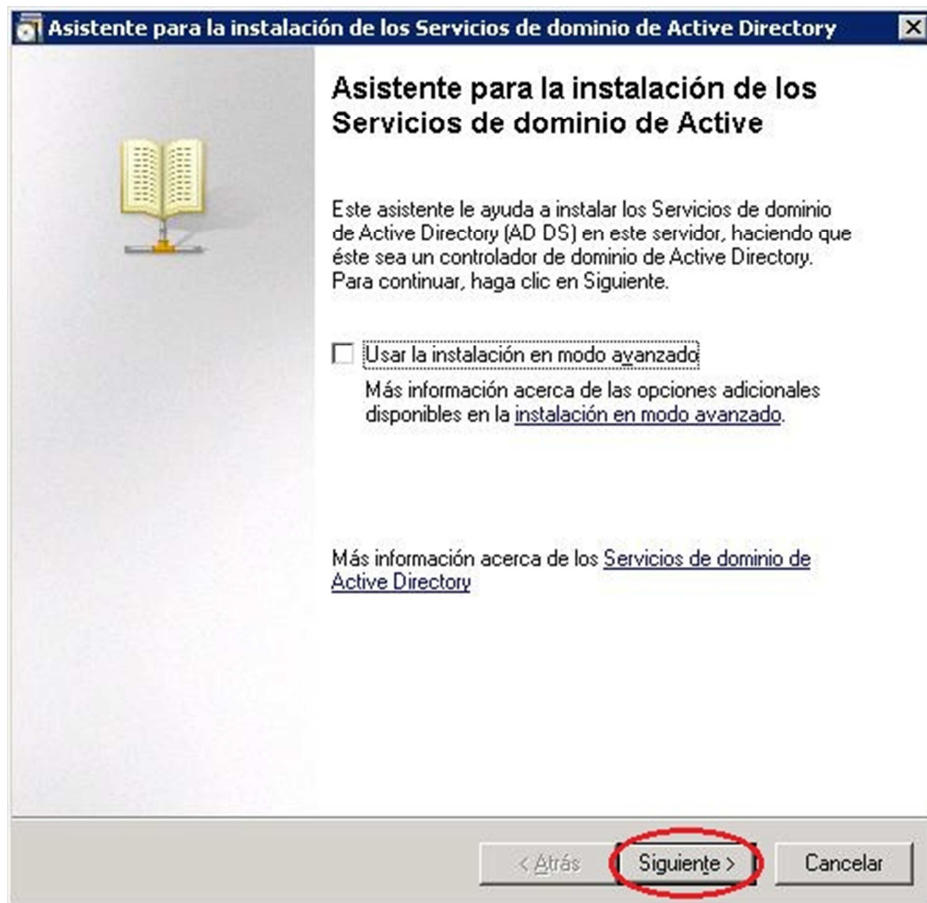 Asistente para la instalación de los Servicios de dominio de Active Directory
Asistente para la instalación de los
Servicios de dominio de Active
Este asistente le ayuda a instalar los Servicios de dominio
de Active Directory (AD DS) en este servidor, haciendo que
éste sea un controlador de dominio de Active Directory.
Para continuar, haga clic en Siguiente.
Usar la instalación en modo avanzado
Más información acerca de las opciones adicionales
disponibles en la instalación en modo avanzado.
Más información acerca de los Servicios de dominio de
Active Directory
< Atrás
Siguiente >
Cancelar